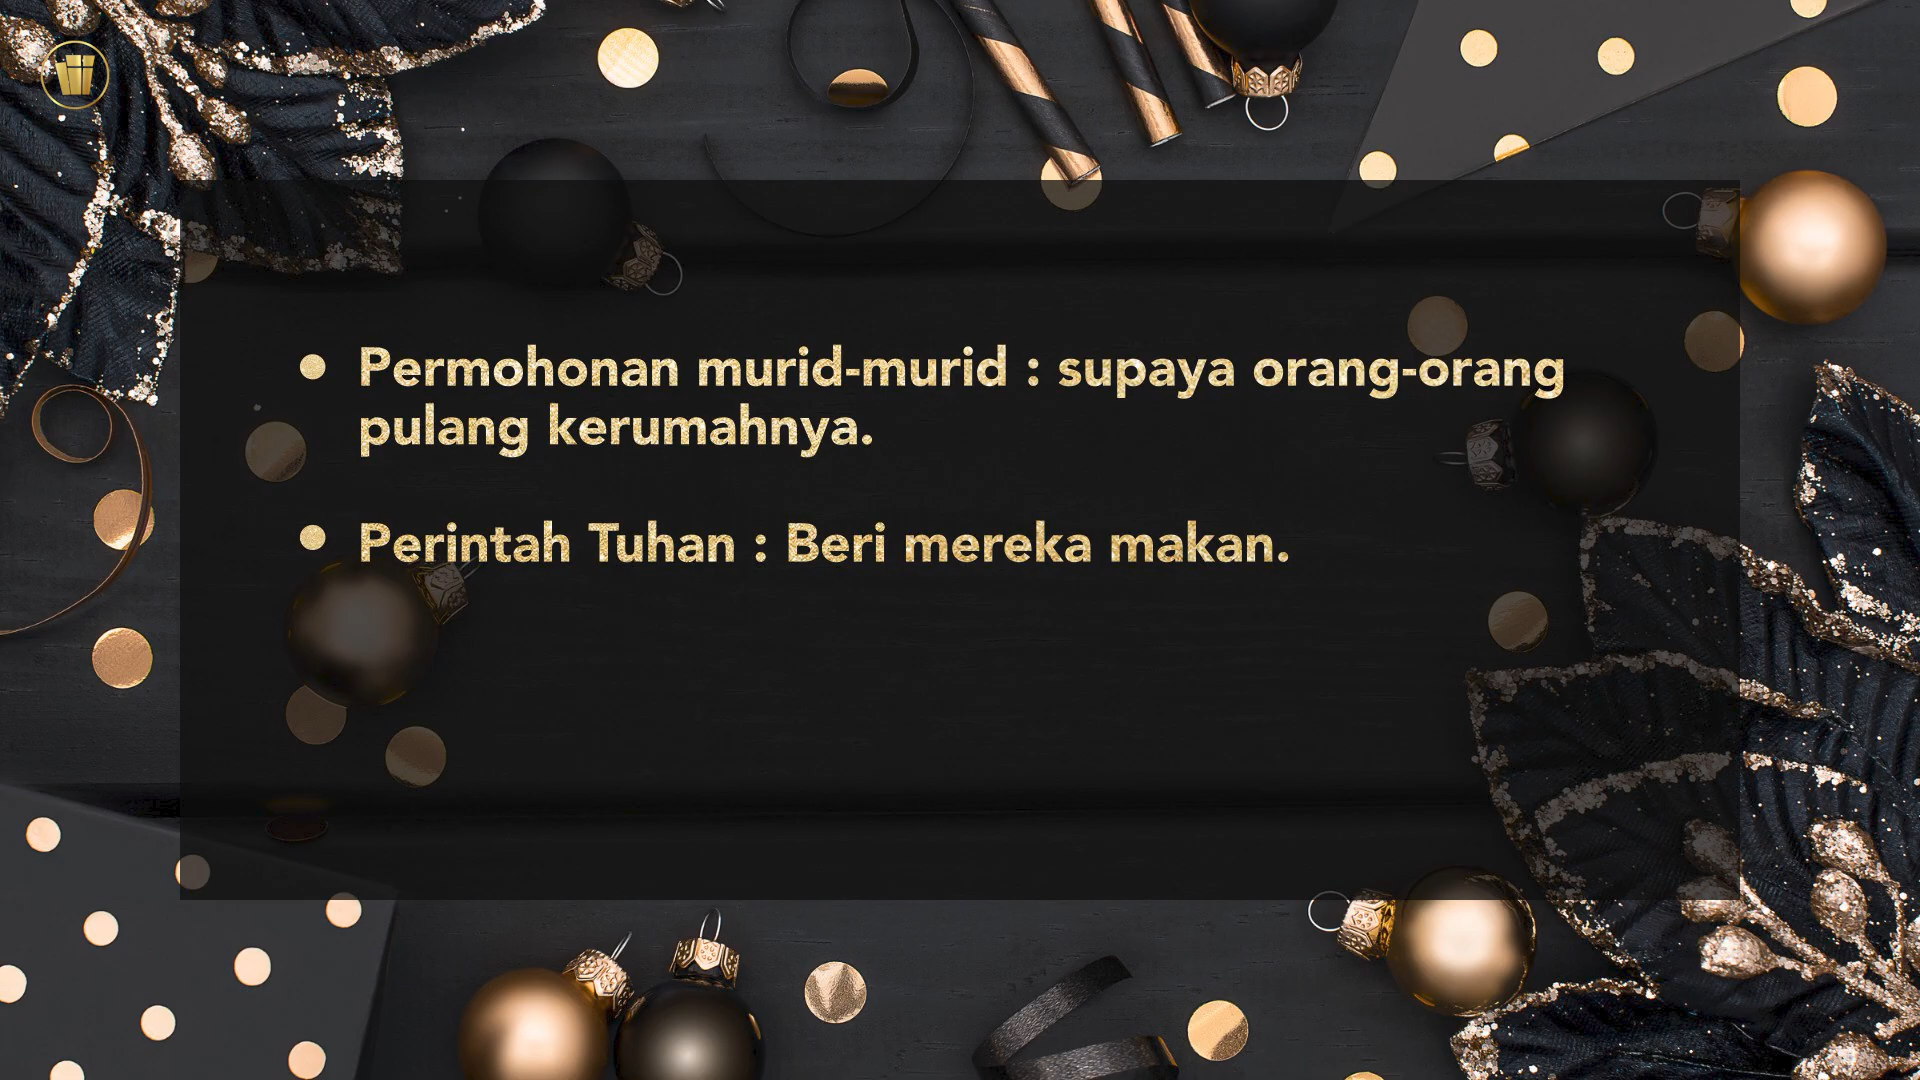 • Permohonan murid-murid : supaya orang-orang
pulang kerumahnya.
• Perintah Tuhan : Beri mereka makan.